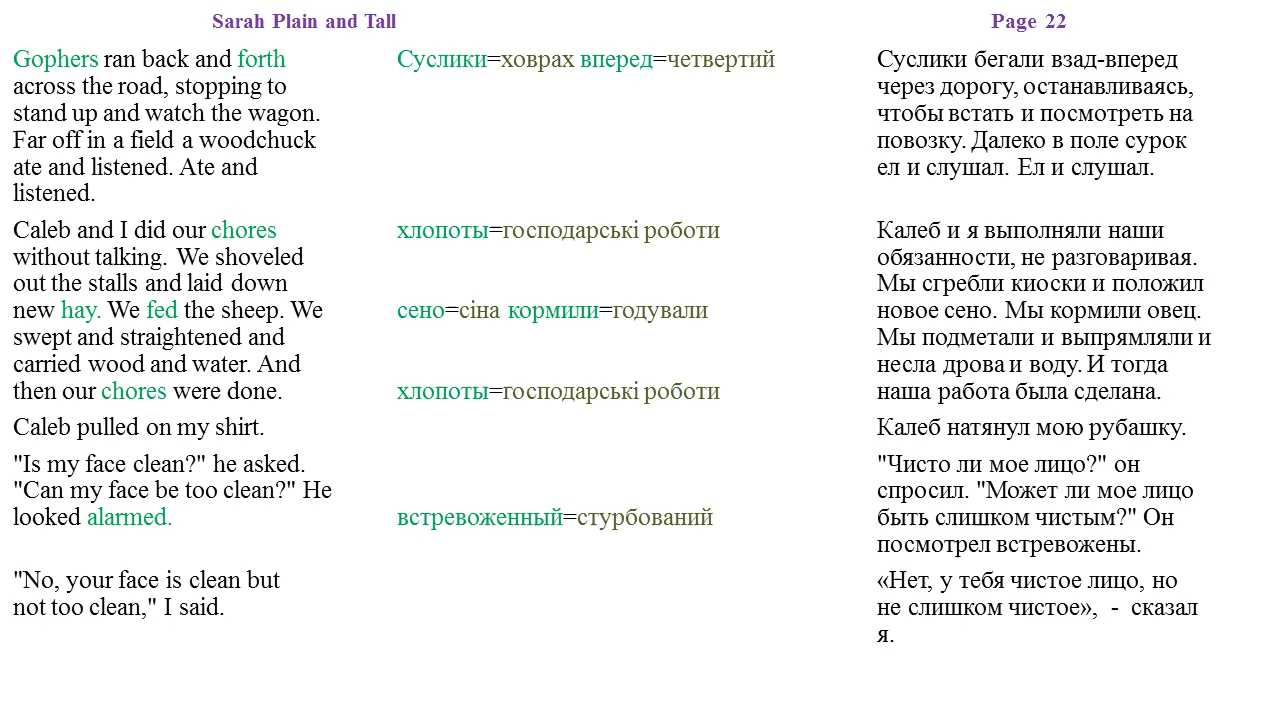 Sarah Plain and Tall
Page 22
Gophers ran back and forth
across the road, stopping to
stand up and watch the wagon.
Far off in a field a woodchuck
ate and listened. Ate and
listened.
Суслики=ховрах вперед=четвертий
Суслики бегали взад-вперед
через дорогу, останавливаясь,
чтобы встать и посмотреть на
повозку. Далеко в поле сурок
ел и слушал. Ел и слушал.
Caleb and I did our chores
without talking. We shoveled
out the stalls and laid down
new hay. We fed the sheep. We
swept and straightened and
carried wood and water. And
then our chores were done.
хлопоты=господарські роботи
сено=сіна кормили=годували
хлопоты=господарські роботи
Калеб и я выполняли наши
обязанности, не разговаривая.
Мы сгребли киоски и положил
новое сено. Мы кормили овец.
Мы подметали и выпрямляли и
несла дрова и воду. И тогда
наша работа была сделана.
Caleb pulled on my shirt.
Калеб натянул мою рубашку.
"Is my face clean?" he asked.
"Can my face be too clean?" He
looked alarmed.
встревоженный=стурбований
"Чисто ли мое лицо?" он
спросил. "Может ли мое лицо
быть слишком чистым?" Он
посмотрел встревожены.
"No, your face is clean but
not too clean," I said.
«Нет, у тебя чистое лицо, но
не слишком чистое», - сказал
я.